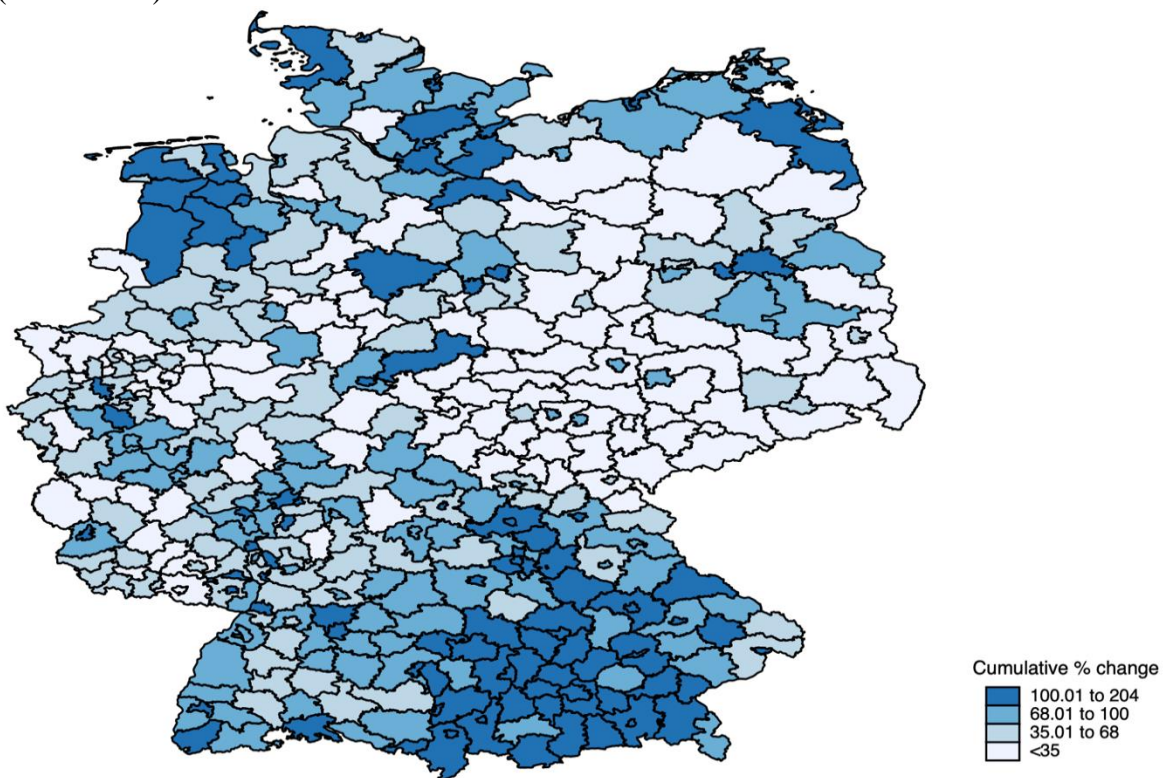 Cumulative % change
100.01 to 204
68.01 to 100
35.01 to 68
<35